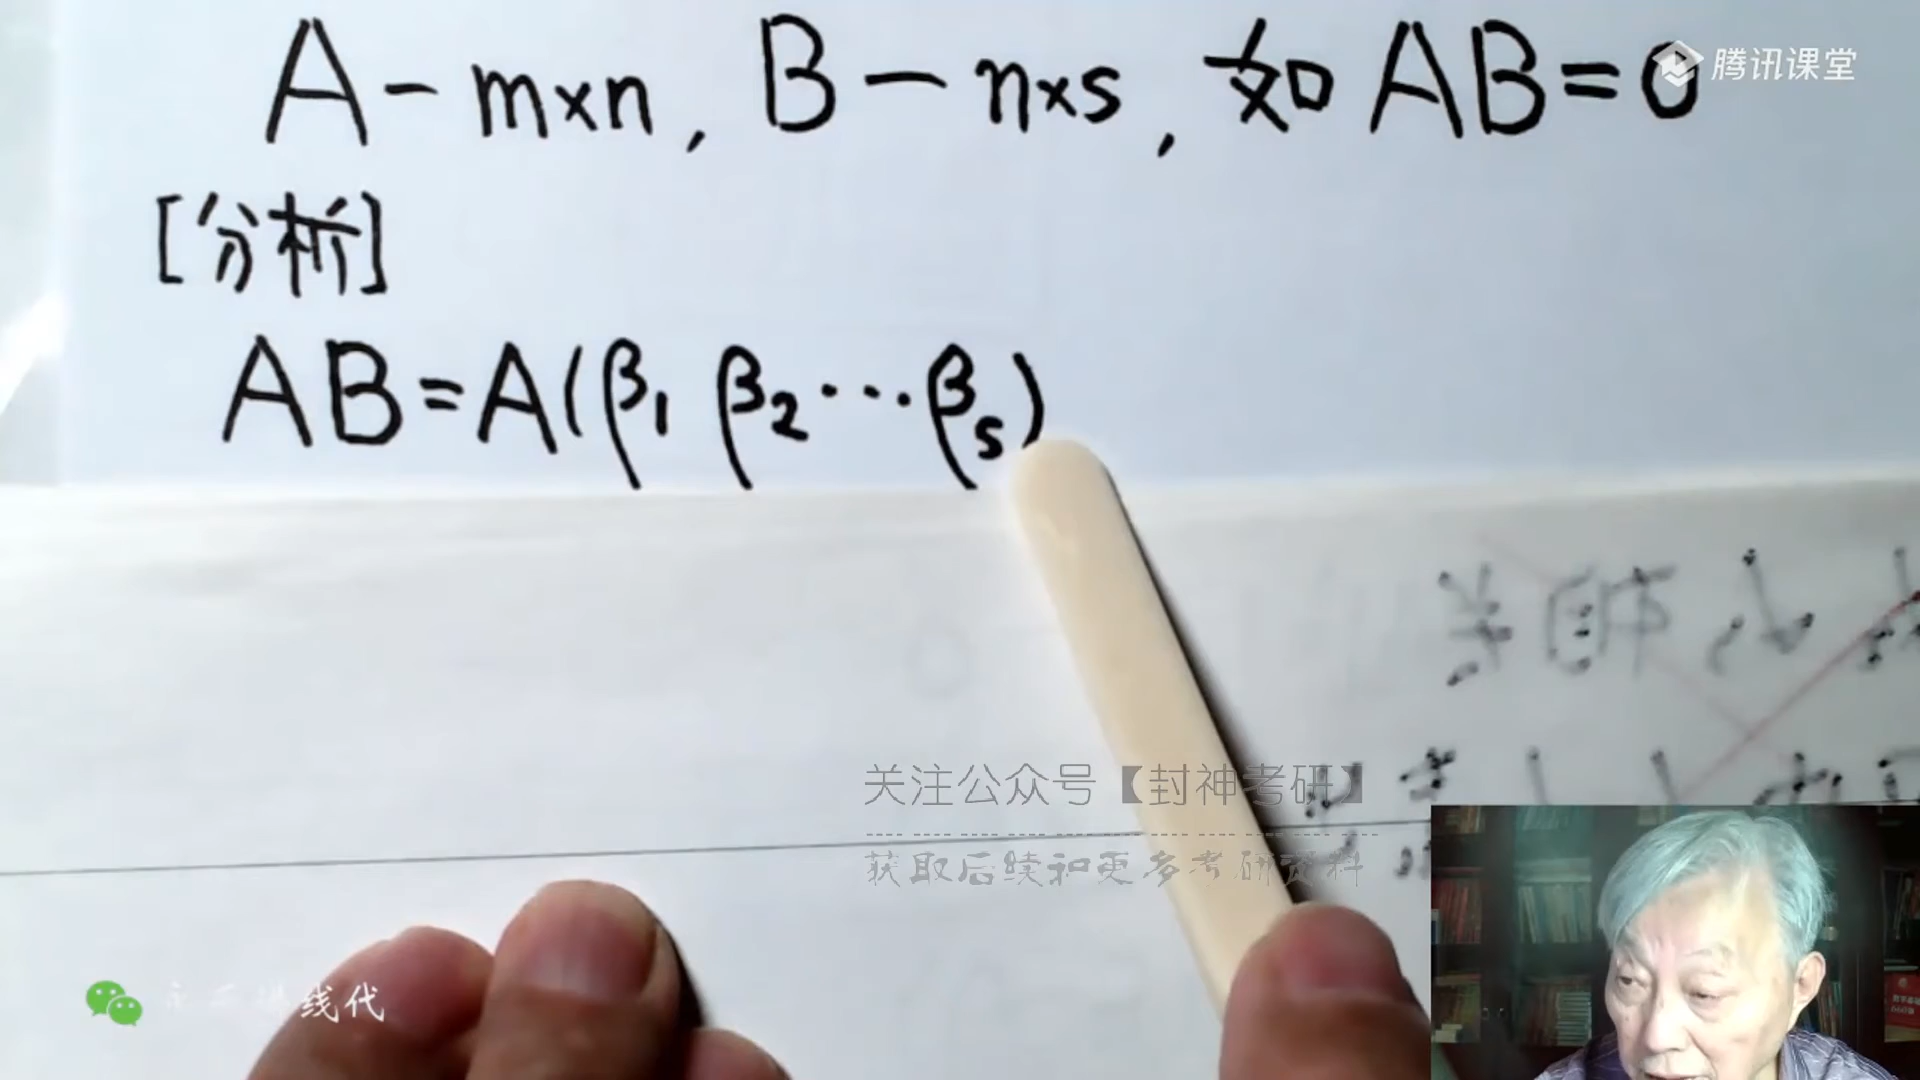 A - m×n, B - n×s, 如 AB = 0
腾讯课堂
[分析]
AB = A(β₁ β₂ ··· βₛ)
关注公众号【封神考研】
获取后续和更多考研资料
线代